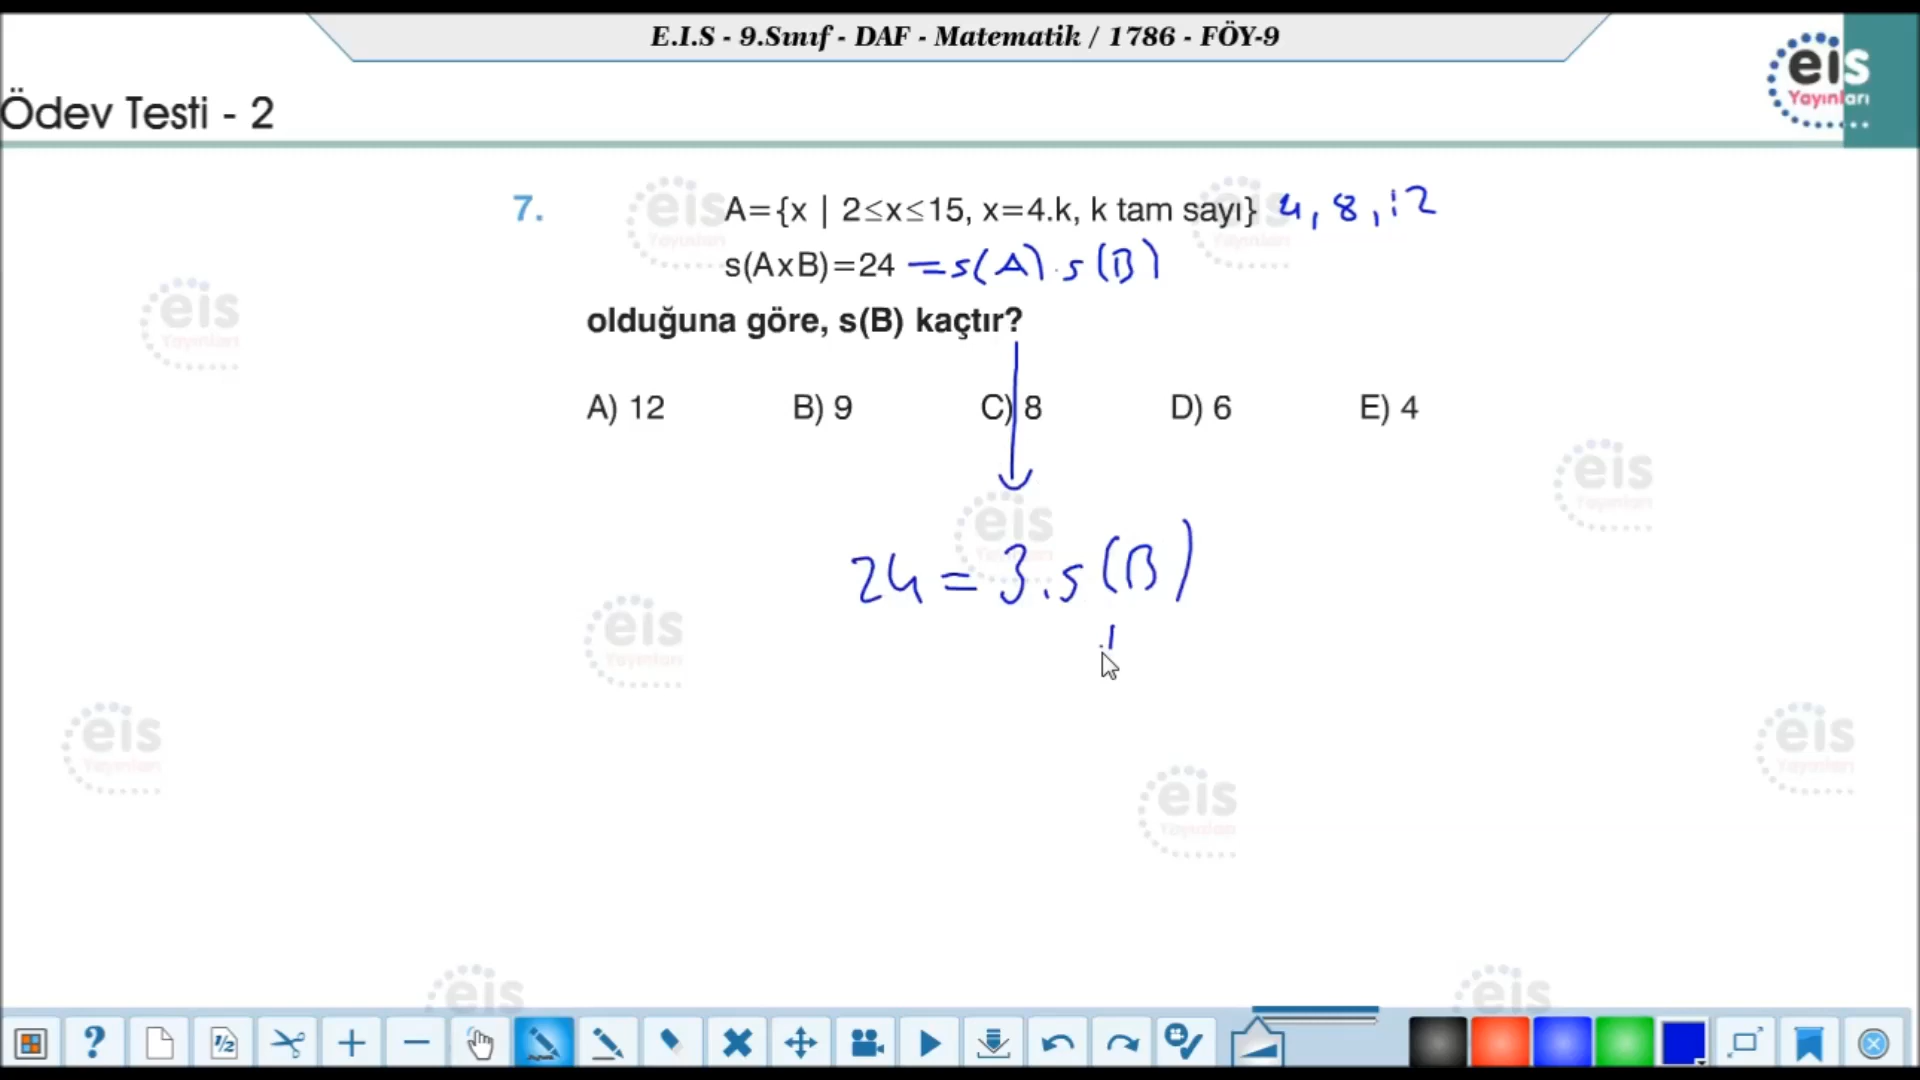 E.I.S - 9.Sınıf - DAF - Matematik / 1786 - FÖY-9
eis
Yayınları
Ödev Testi - 2
7. A={x | 2≤x≤15, x=4.k, k tam sayı} 4, 8, 12
s(AxB)=24 = s(A) . s(B)
olduğuna göre, s(B) kaçtır?
A) 12 B) 9 C) 8 D) 6 E) 4
24 = 3.s(B)